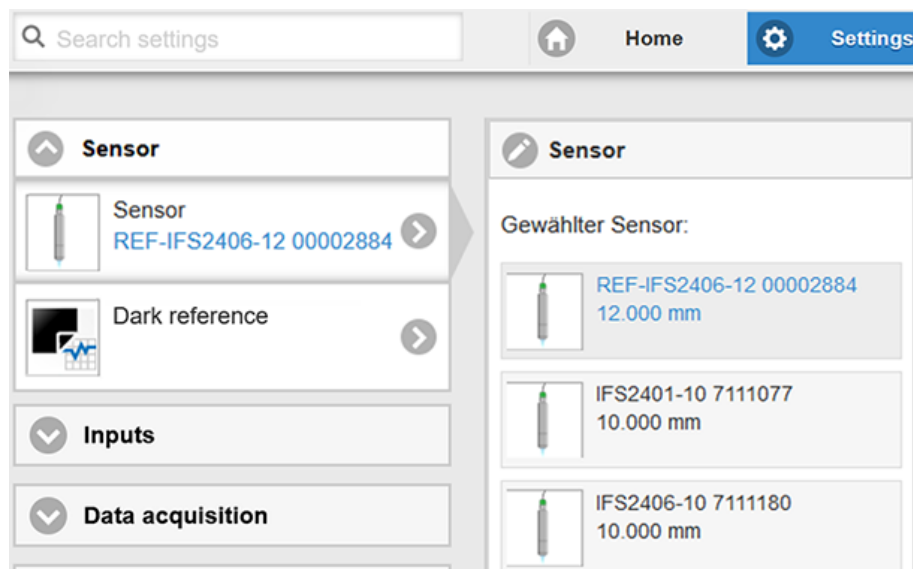 Search settings
Home
Settings
Sensor
Sensor
REF-IFS2406-12 00002884
Dark reference
Inputs
Data acquisition
Sensor
Gewählter Sensor:
REF-IFS2406-12 00002884
12.000 mm
IFS2401-10 7111077
10.000 mm
IFS2406-10 7111180
10.000 mm